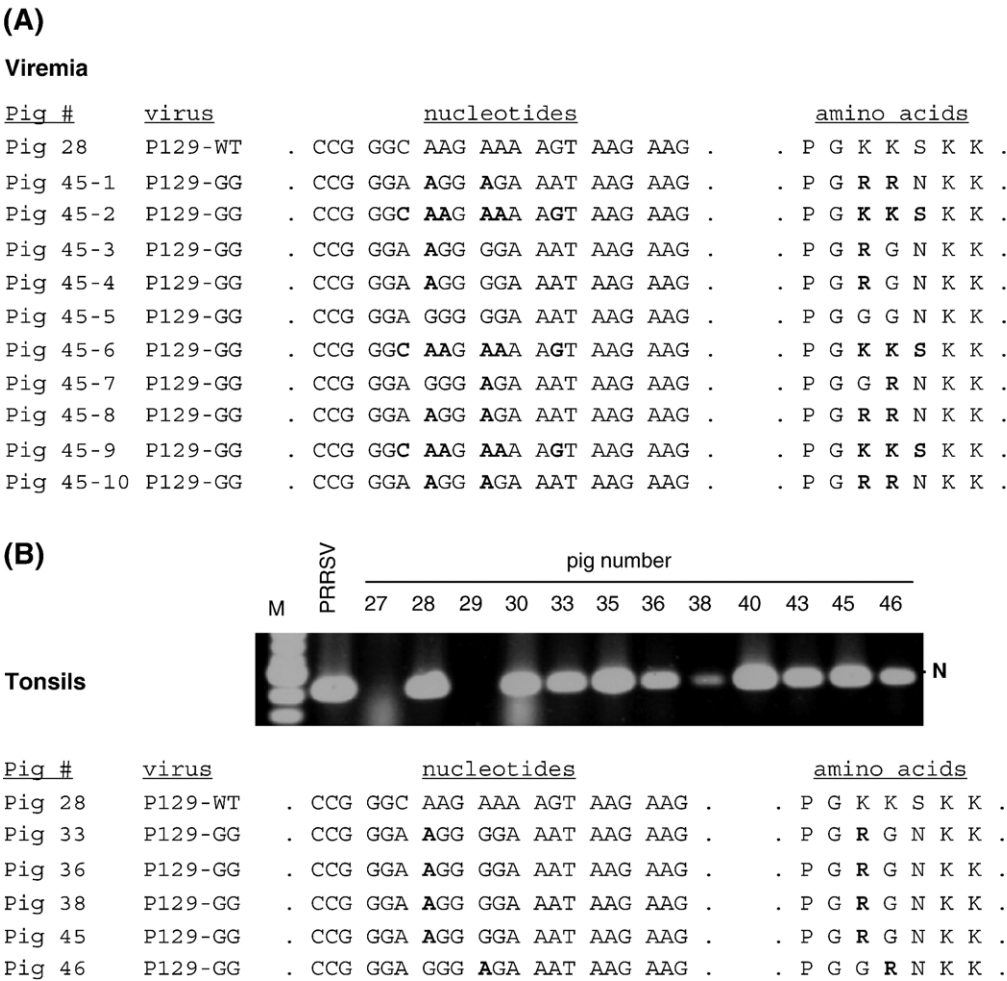 (A)
Viremia
Pig # virus nucleotides amino acids
Pig 28 P129-WT . CCG GGC AAG AAA AGT AAG AAG . . P G K K S K K .
Pig 45-1 P129-GG . CCG GGA AGG AGA AAT AAG AAG . . P G R R N K K .
Pig 45-2 P129-GG . CCG GGC AAG AAA AGT AAG AAG . . P G K K S K K .
Pig 45-3 P129-GG . CCG GGA AGG GGA AAT AAG AAG . . P G R G N K K .
Pig 45-4 P129-GG . CCG GGA AGG GGA AAT AAG AAG . . P G R G N K K .
Pig 45-5 P129-GG . CCG GGA GGG GGA AAT AAG AAG . . P G G G N K K .
Pig 45-6 P129-GG . CCG GGC AAG AAA AGT AAG AAG . . P G K K S K K .
Pig 45-7 P129-GG . CCG GGA GGG AGA AAT AAG AAG . . P G G R N K K .
Pig 45-8 P129-GG . CCG GGA AGG AGA AAT AAG AAG . . P G R R N K K .
Pig 45-9 P129-GG . CCG GGC AAG AAA AGT AAG AAG . . P G K K S K K .
Pig 45-10 P129-GG . CCG GGA AGG AGA AAT AAG AAG . . P G R R N K K .
(B)
pig number
M PRRSV 27 28 29 30 33 35 36 38 40 43 45 46
Tonsils - N
Pig # virus nucleotides amino acids
Pig 28 P129-WT . CCG GGC AAG AAA AGT AAG AAG . . P G K K S K K .
Pig 33 P129-GG . CCG GGA AGG GGA AAT AAG AAG . . P G R G N K K .
Pig 36 P129-GG . CCG GGA AGG GGA AAT AAG AAG . . P G R G N K K .
Pig 38 P129-GG . CCG GGA AGG GGA AAT AAG AAG . . P G R G N K K .
Pig 45 P129-GG . CCG GGA AGG GGA AAT AAG AAG . . P G R G N K K .
Pig 46 P129-GG . CCG GGA GGG AGA AAT AAG AAG . . P G G R N K K .